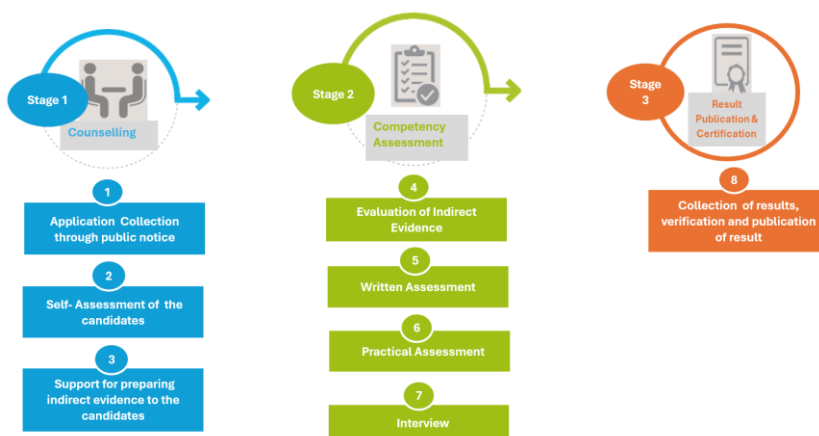 Stage 1
Counselling
1
Application Collection
through public notice
2
Self- Assessment of the
candidates
3
Support for preparing
indirect evidence to the
candidates
Stage 2
Competency
Assessment
4
Evaluation of Indirect
Evidence
5
Written Assessment
6
Practical Assessment
7
Interview
Stage
3
Result
Publication &
Certification
8
Collection of results,
verification and publication
of result